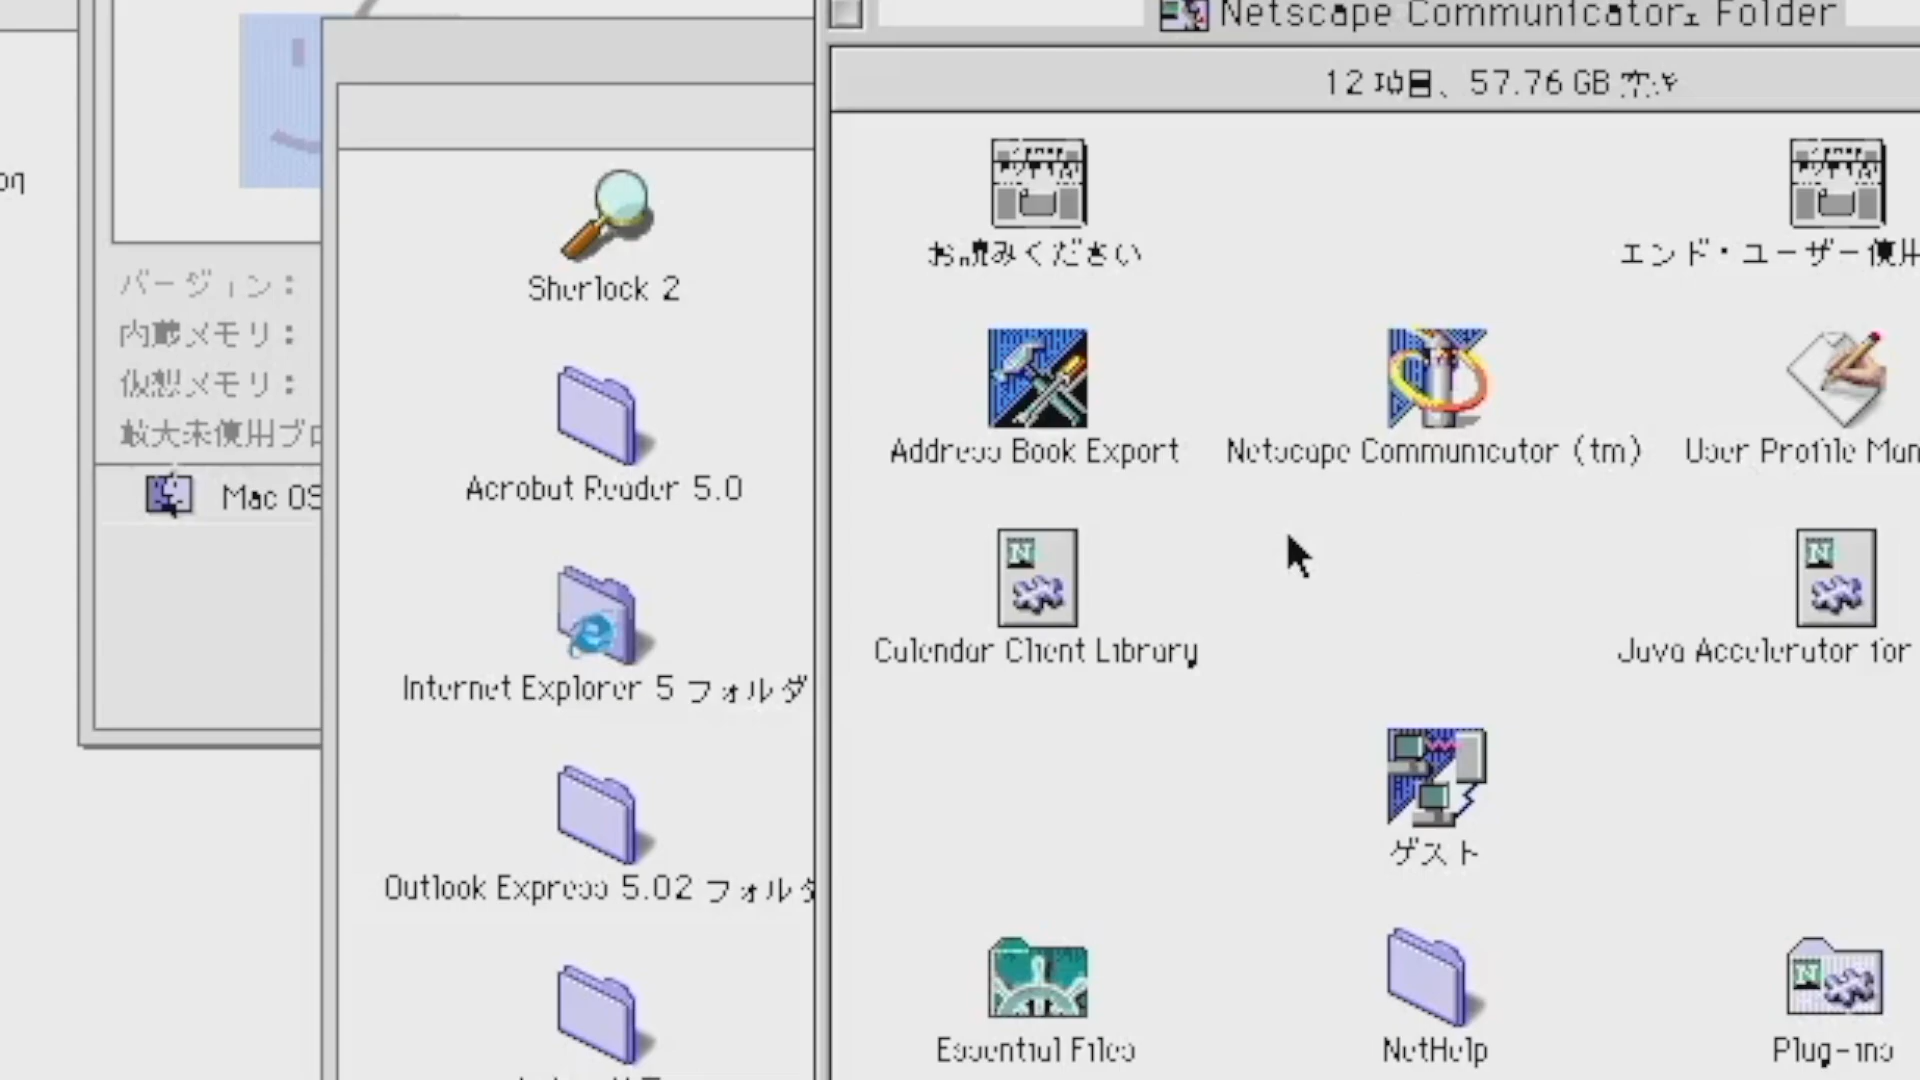 Netscape Communicator™ Folder
12 項目、57.76 GB 空き
お読みください
エンド・ユーザー使用
Address Book Export
Netscape Communicator (tm)
User Profile Man
Calendar Client Library
Java Accelerator for
ゲスト
Essential Files
NetHelp
Plug-ins
Sherlock 2
Acrobat Reader 5.0
Internet Explorer 5 フォルダ
Outlook Express 5.02 フォルダ
バージョン：
内蔵メモリ：
仮想メモリ：
最大未使用ブロ
Mac OS